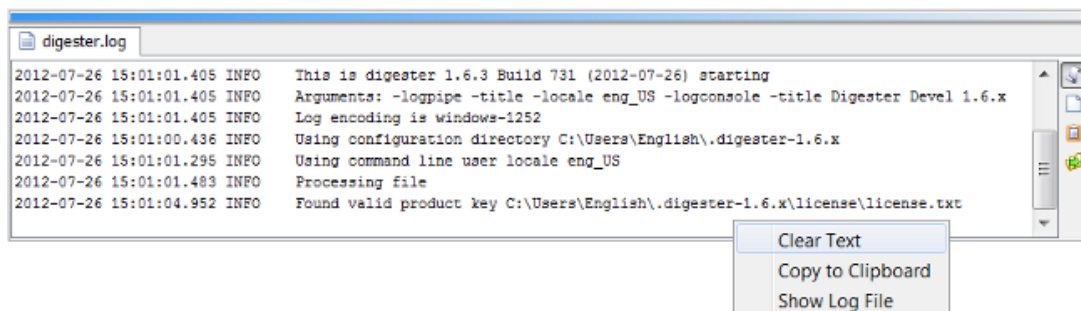 digester.log
2012-07-26 15:01:01.405 INFO This is digester 1.6.3 Build 731 (2012-07-26) starting
2012-07-26 15:01:01.405 INFO Arguments: -logpipe -title -locale eng_US -logconsole -title Digester Devel 1.6.x
2012-07-26 15:01:01.405 INFO Log encoding is windows-1252
2012-07-26 15:01:00.436 INFO Using configuration directory C:\Users\English\.digester-1.6.x
2012-07-26 15:01:01.295 INFO Using command line user locale eng_US
2012-07-26 15:01:01.483 INFO Processing file
2012-07-26 15:01:04.952 INFO Found valid product key C:\Users\English\.digester-1.6.x\license\license.txt
Clear Text
Copy to Clipboard
Show Log File